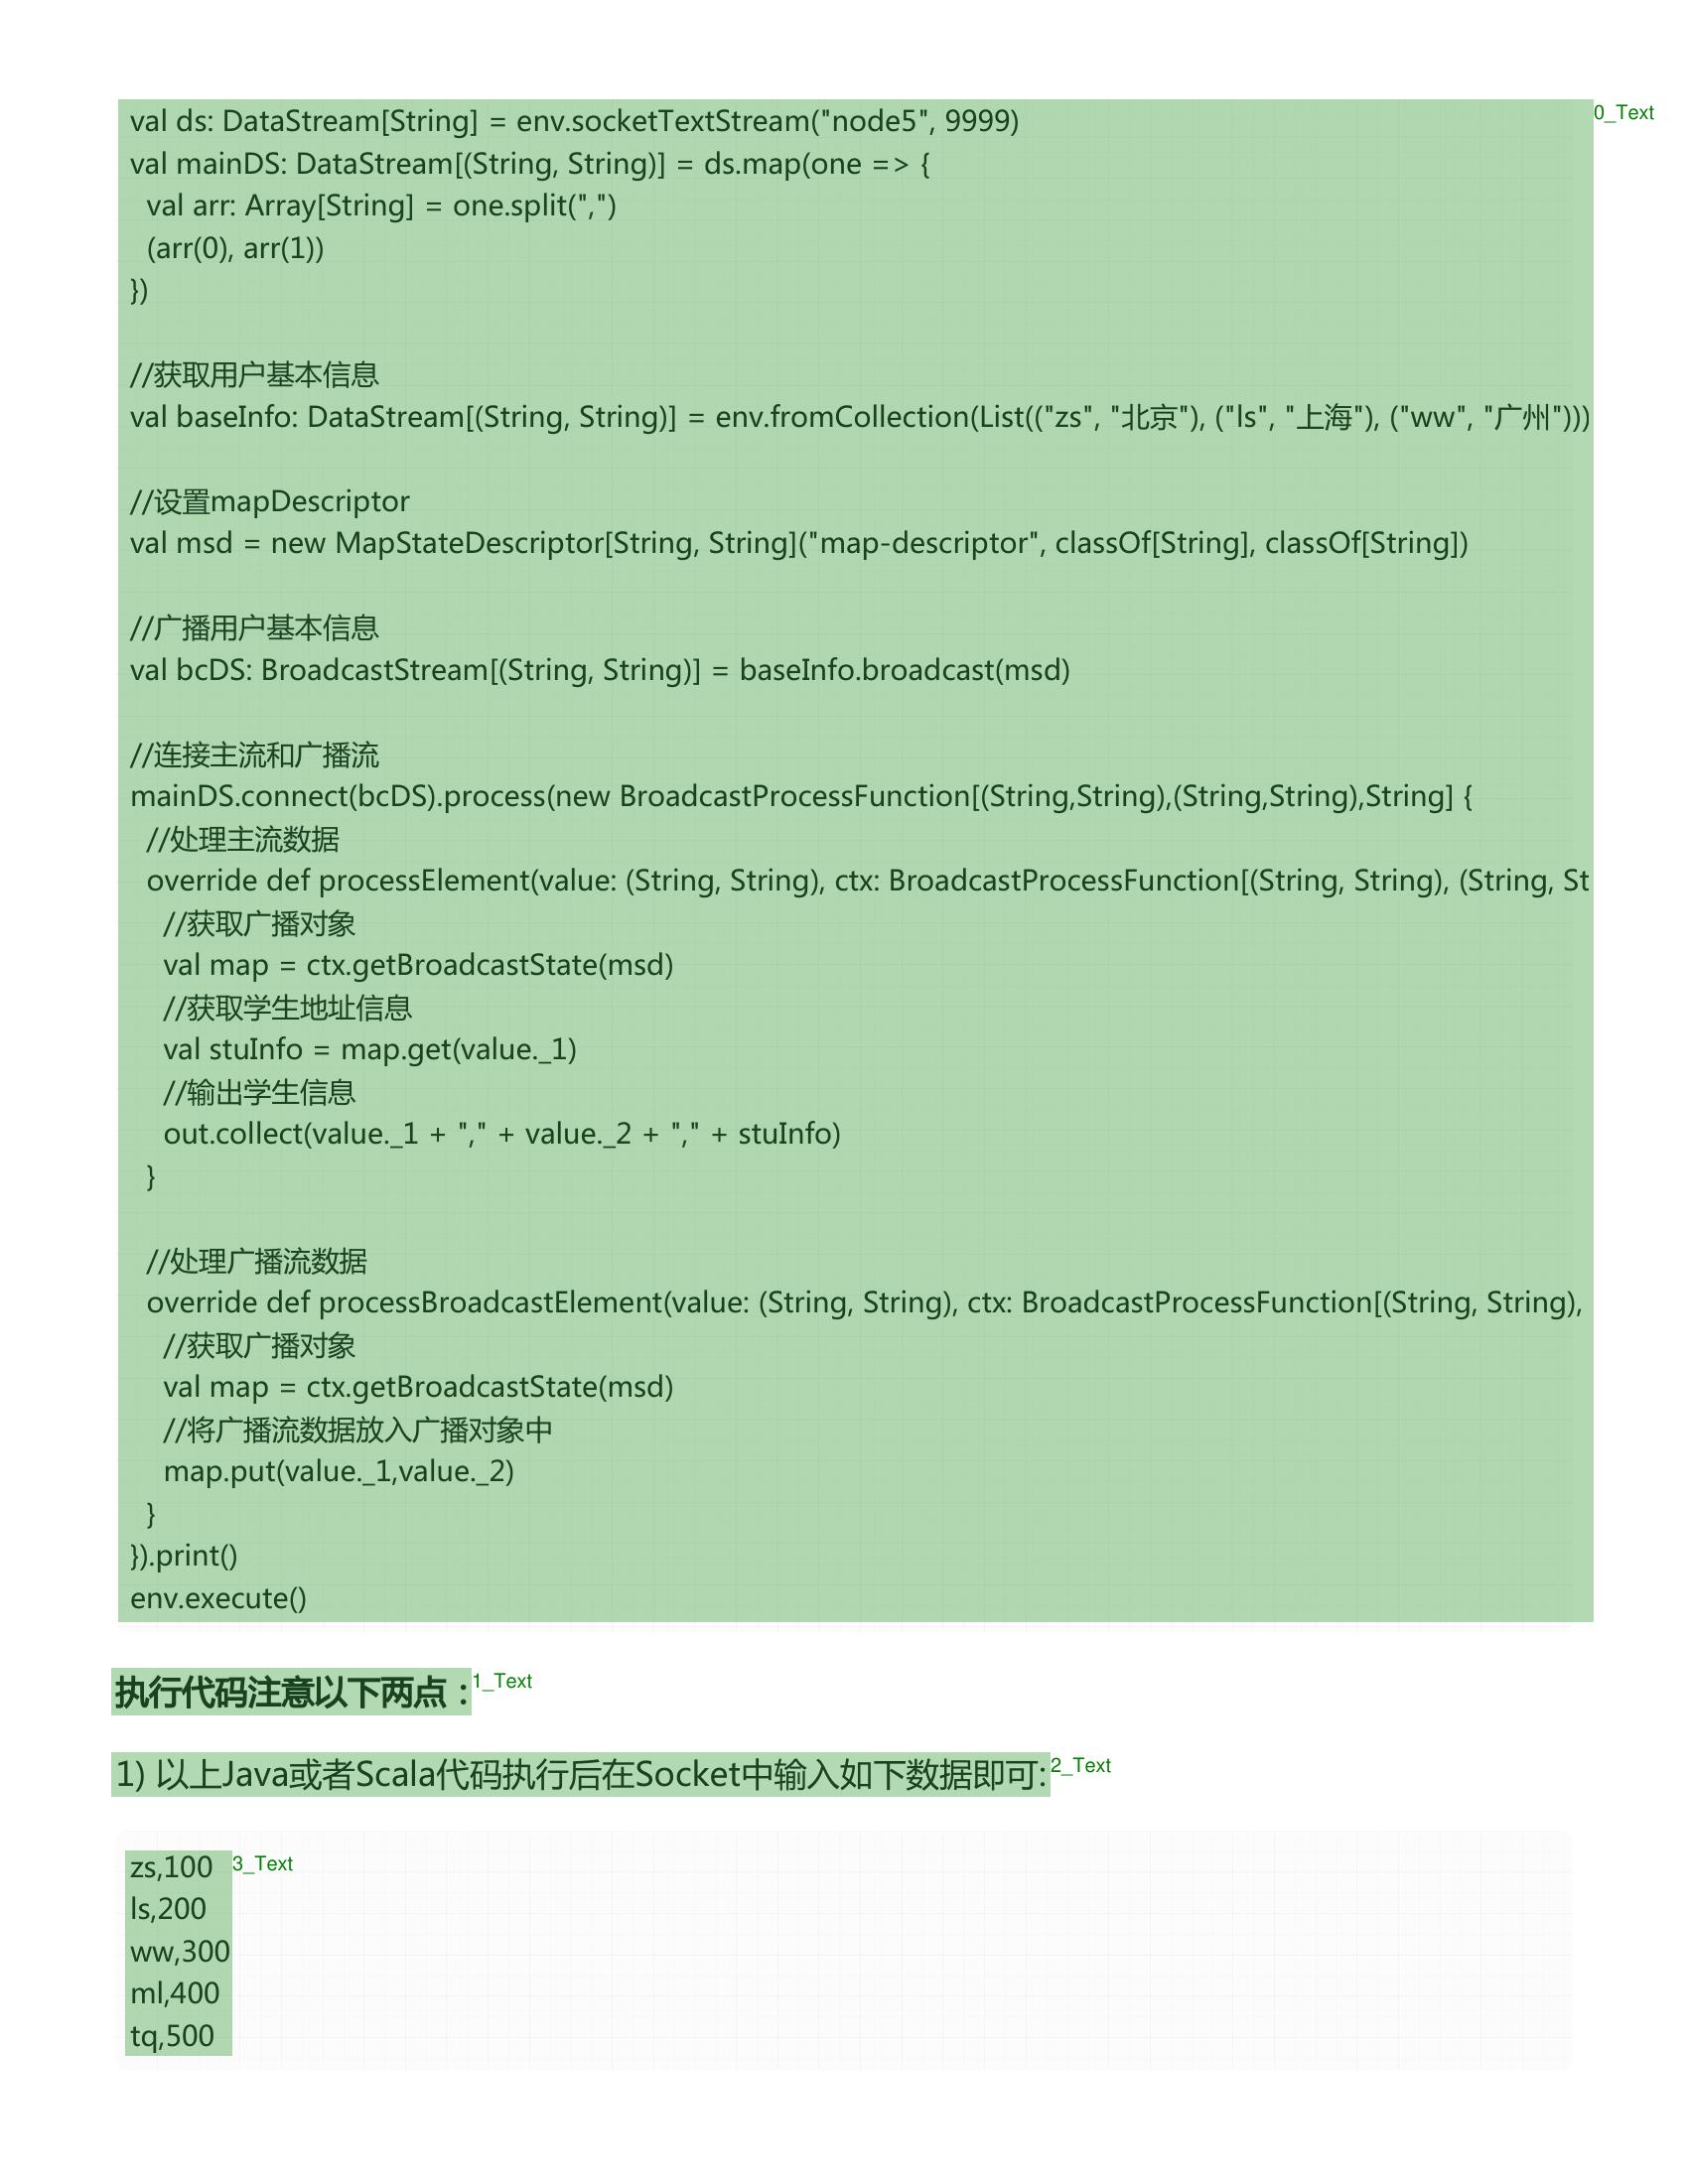 val ds: DataStream[String] = env.socketTextStream("node5", 9999)
0_Text
val mainDS: DataStream[(String, String)] = ds.map(one => {
  val arr: Array[String] = one.split(",")
  (arr(0), arr(1))
})
//获取用户基本信息
val baseInfo: DataStream[(String, String)] = env.fromCollection(List(("zs", "北京"), ("ls", "上海"), ("ww", "广州")))
//设置mapDescriptor
val msd = new MapStateDescriptor[String, String]("map-descriptor", classOf[String], classOf[String])
//广播用户基本信息
val bcDS: BroadcastStream[(String, String)] = baseInfo.broadcast(msd)
//连接主流和广播流
mainDS.connect(bcDS).process(new BroadcastProcessFunction[(String,String),(String,String),String] {
  //处理主流数据
  override def processElement(value: (String, String), ctx: BroadcastProcessFunction[(String, String), (String, St
    //获取广播对象
    val map = ctx.getBroadcastState(msd)
    //获取学生地址信息
    val stuInfo = map.get(value._1)
    //输出学生信息
    out.collect(value._1 + "," + value._2 + "," + stuInfo)
  }
  //处理广播流数据
  override def processBroadcastElement(value: (String, String), ctx: BroadcastProcessFunction[(String, String),
    //获取广播对象
    val map = ctx.getBroadcastState(msd)
    //将广播流数据放入广播对象中
    map.put(value._1,value._2)
  }
}).print()
env.execute()
执行代码注意以下两点：
1_Text
1) 以上Java或者Scala代码执行后在Socket中输入如下数据即可:
2_Text
zs,100
3_Text
ls,200
ww,300
ml,400
tq,500